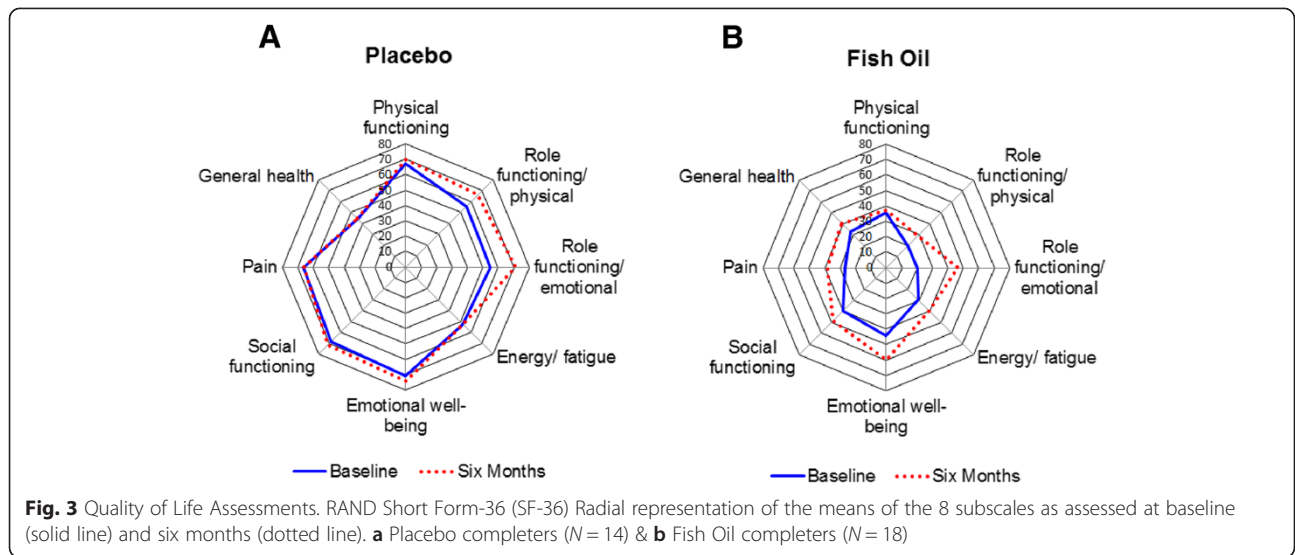 A
Placebo
Physical
functioning
Role
functioning/
physical
Role
functioning/
emotional
Energy/ fatigue
Emotional well-
being
Social
functioning
Pain
General health
80
70
60
50
40
30
20
10
0
Baseline
Six Months
B
Fish Oil
Physical
functioning
Role
functioning/
physical
Role
functioning/
emotional
Energy/ fatigue
Emotional well-
being
Social
functioning
Pain
General health
80
70
60
50
40
30
20
10
0
Baseline
Six Months
Fig. 3 Quality of Life Assessments. RAND Short Form-36 (SF-36) Radial representation of the means of the 8 subscales as assessed at baseline
(solid line) and six months (dotted line). a Placebo completers (N = 14) & b Fish Oil completers (N = 18)